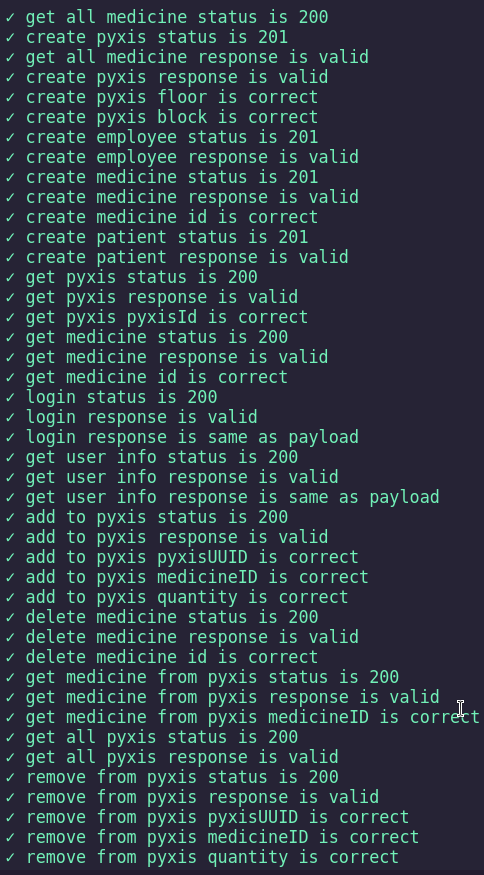 ✓ get all medicine status is 200
✓ create pyxis status is 201
✓ get all medicine response is valid
✓ create pyxis response is valid
✓ create pyxis floor is correct
✓ create pyxis block is correct
✓ create employee status is 201
✓ create employee response is valid
✓ create medicine status is 201
✓ create medicine response is valid
✓ create medicine id is correct
✓ create patient status is 201
✓ create patient response is valid
✓ get pyxis status is 200
✓ get pyxis response is valid
✓ get pyxis pyxisId is correct
✓ get medicine status is 200
✓ get medicine response is valid
✓ get medicine id is correct
✓ login status is 200
✓ login response is valid
✓ login response is same as payload
✓ get user info status is 200
✓ get user info response is valid
✓ get user info response is same as payload
✓ add to pyxis status is 200
✓ add to pyxis response is valid
✓ add to pyxis pyxisUUID is correct
✓ add to pyxis medicineID is correct
✓ add to pyxis quantity is correct
✓ delete medicine status is 200
✓ delete medicine response is valid
✓ delete medicine id is correct
✓ get medicine from pyxis status is 200
✓ get medicine from pyxis response is valid
✓ get medicine from pyxis medicineID is correct
✓ get all pyxis status is 200
✓ get all pyxis response is valid
✓ remove from pyxis status is 200
✓ remove from pyxis response is valid
✓ remove from pyxis pyxisUUID is correct
✓ remove from pyxis medicineID is correct
✓ remove from pyxis quantity is correct